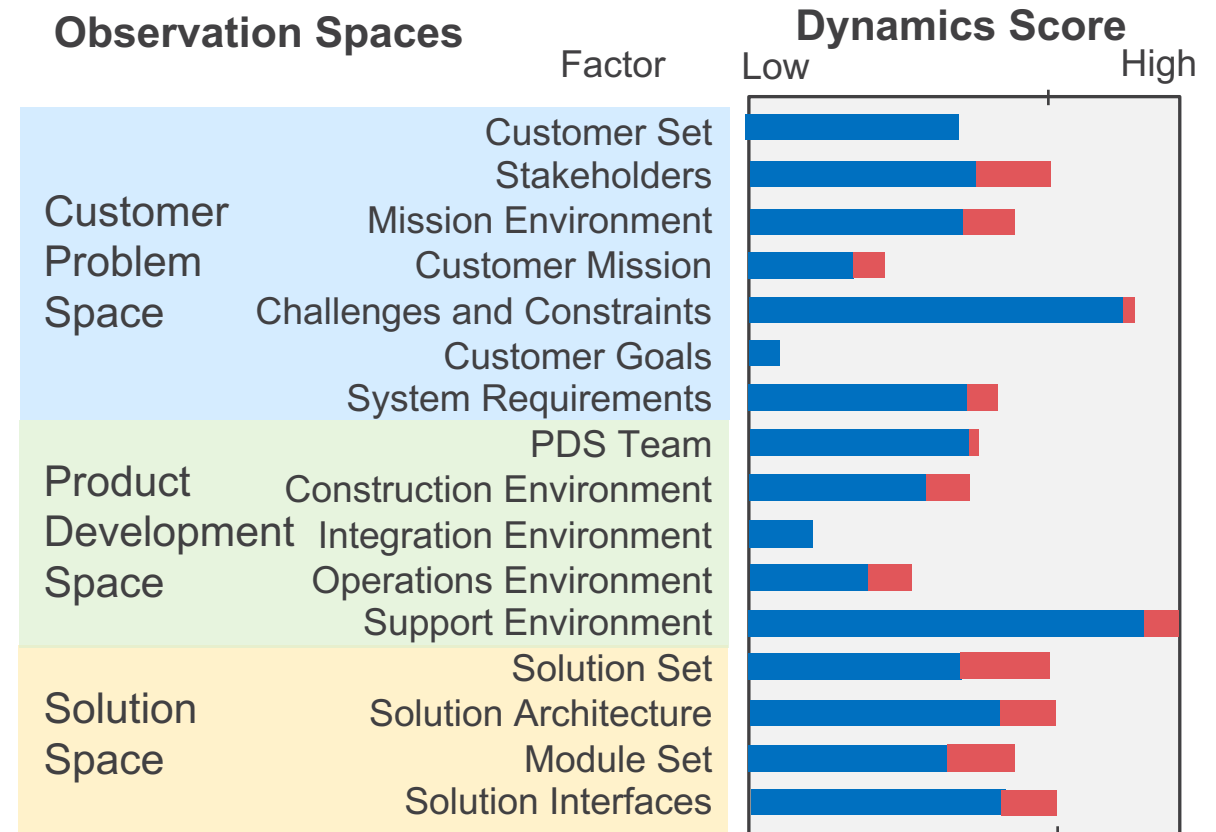 Observation Spaces
Dynamics Score
Factor
Low
High
Customer
Problem
Space
Customer Set
Stakeholders
Mission Environment
Customer Mission
Challenges and Constraints
Customer Goals
System Requirements
Product
Development
Space
PDS Team
Construction Environment
Integration Environment
Operations Environment
Support Environment
Solution
Space
Solution Set
Solution Architecture
Module Set
Solution Interfaces